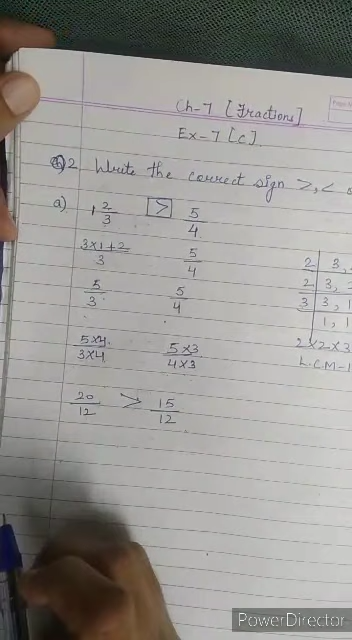 Ch-7 [Fractions]
Ex-7 [C]
Q2 Write the correct sign >, <
a) 1 2/3 > 5/4
3×1+2/3 5/4
5/3 5/4
5×4/3×4 5×3/4×3
20/12 > 15/12
2 | 3,
2 | 3,
3 | 3, 1
1, 1
2×2×3
L.C.M-1
PowerDirector